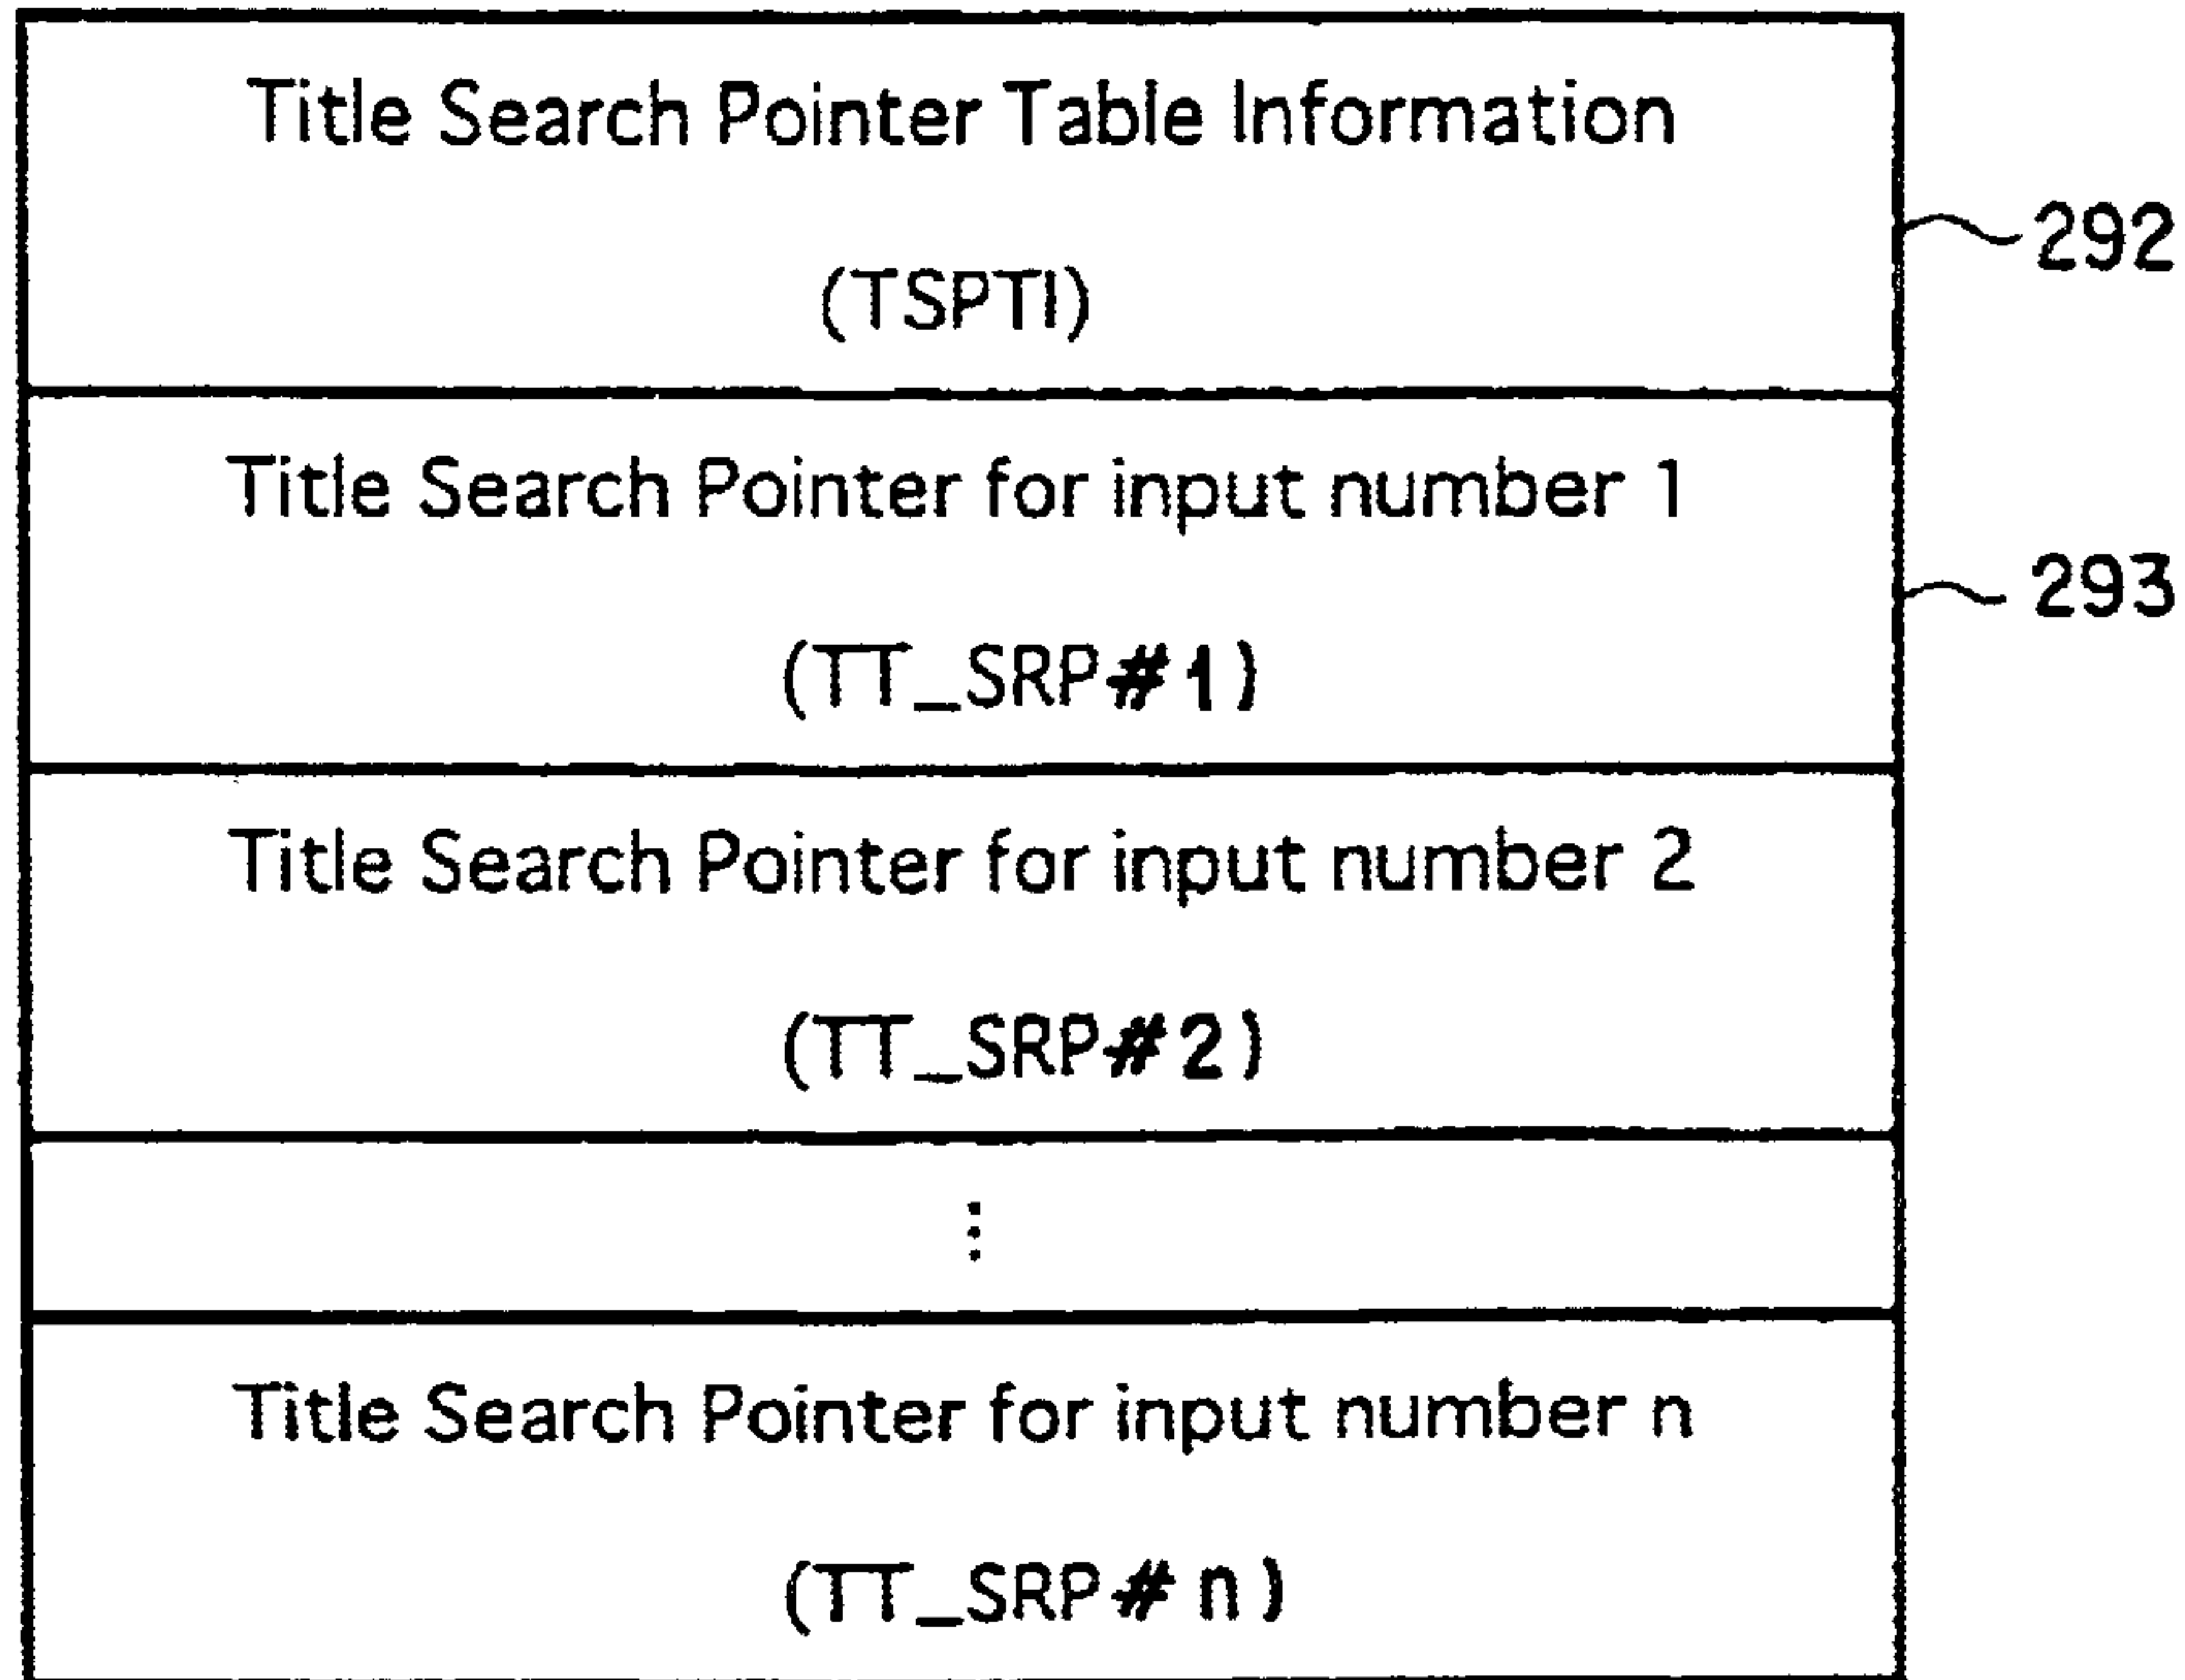 Title Search Pointer Table Information
292
(TSPTI)
Title Search Pointer for input number 1
293
(TT_SRP#1)
Title Search Pointer for input number 2
(TT_SRP#2)
⋮
Title Search Pointer for input number n
(TT_SRP#n)